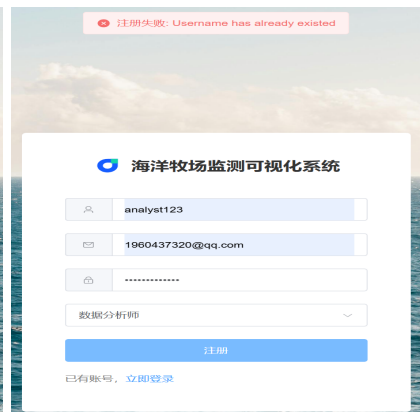 注册失败: Username has already existed
海洋牧场监测可视化系统
analyst123
1960437320@qq.com
•••••••••••••
数据分析师
注册
已有账号，立即登录